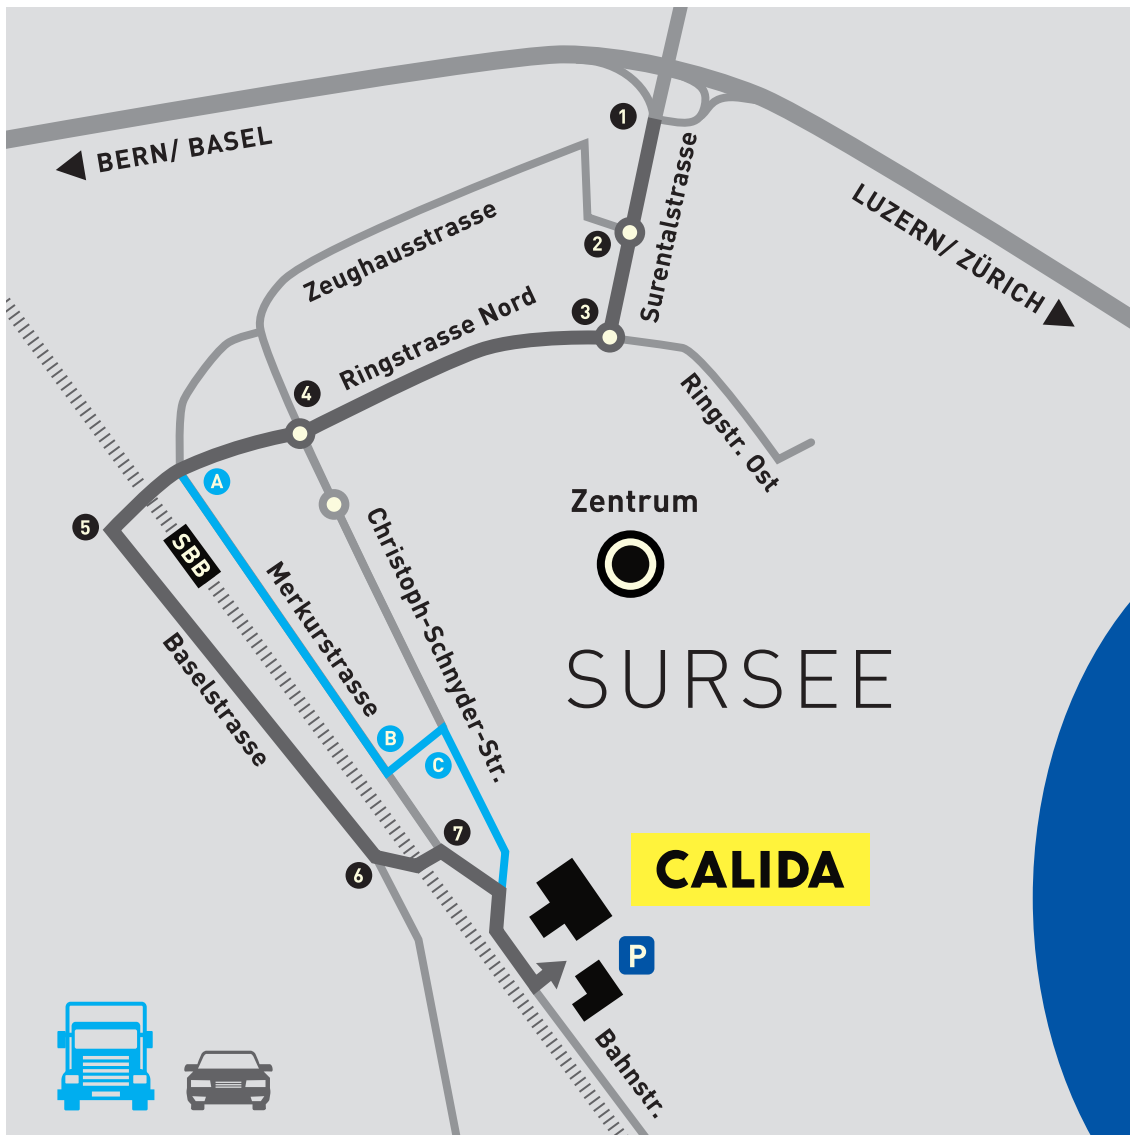 1
BERN/ BASEL
Surentalstrasse
LUZERN/ ZÜRICH
Zeughausstrasse
2
3
Ringstrasse Nord
4
Ringstr. Ost
A
Zentrum
5
SBB
Christoph-Schnyder-Str.
Merkurstrasse
SURSEE
Baselstrasse
B
C
7
6
CALIDA
P
Bahnstr.